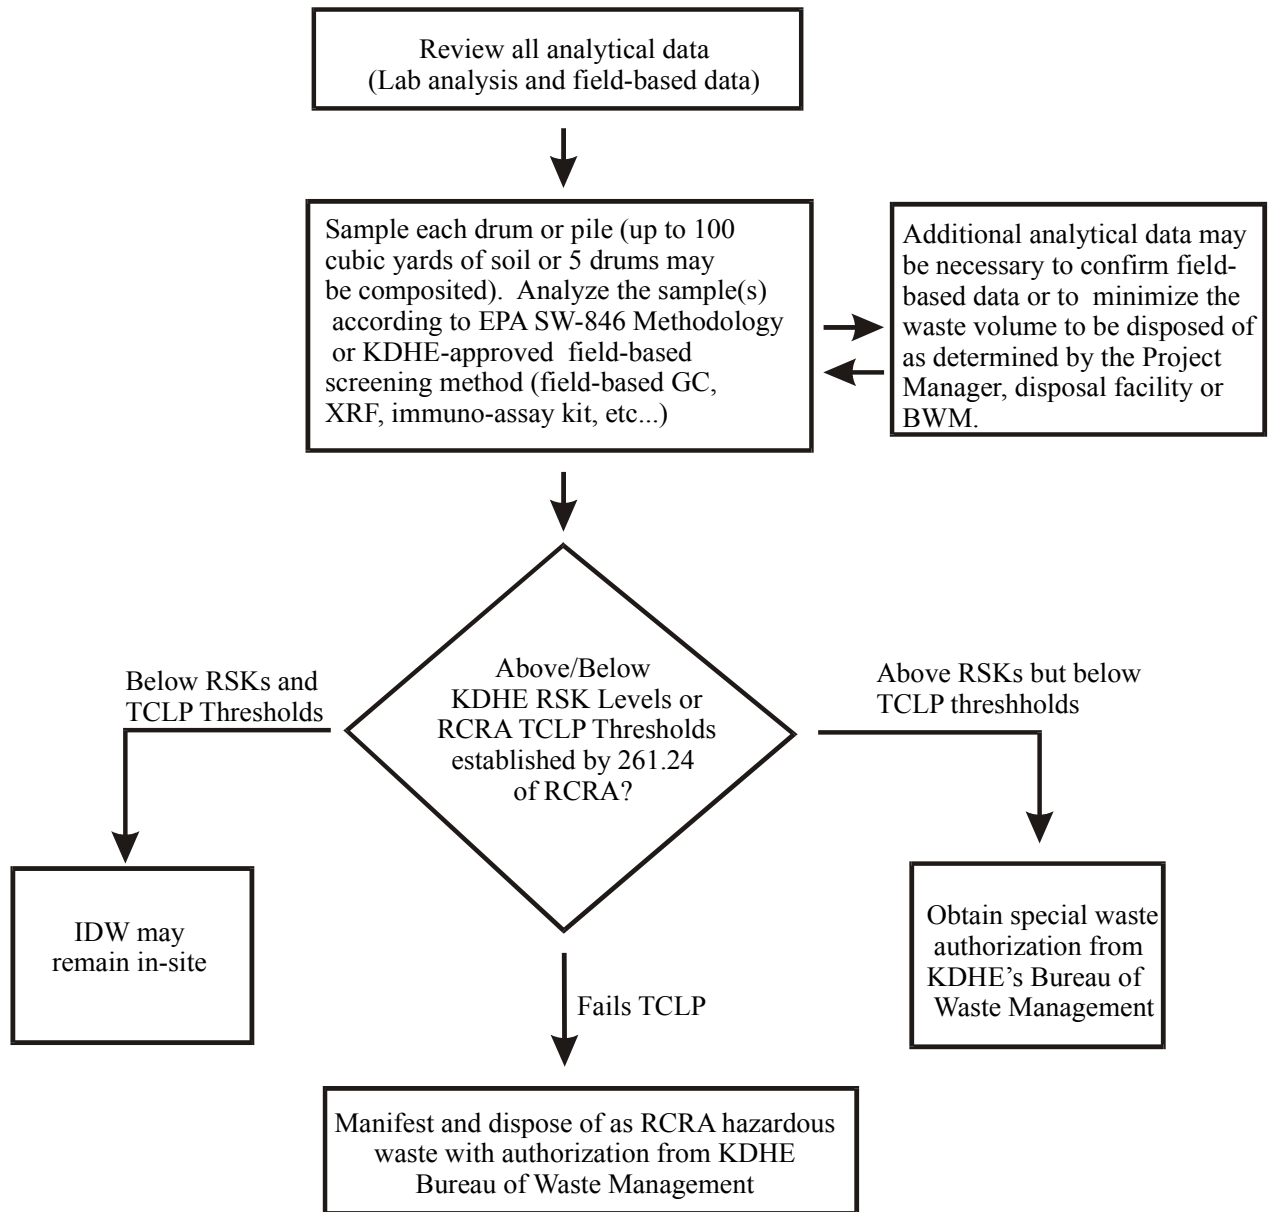 Review all analytical data
(Lab analysis and field-based data)
Sample each drum or pile (up to 100
cubic yards of soil or 5 drums may
be composited).  Analyze the sample(s)
according to EPA SW-846 Methodology
or KDHE-approved  field-based
screening method (field-based GC,
XRF, immuno-assay kit, etc...)
Additional analytical data may
be necessary to confirm field-
based data or to  minimize the
waste volume to be disposed of
as determined by the Project
Manager, disposal facility or
BWM.
Above/Below
KDHE RSK Levels or
RCRA TCLP Thresholds
established by 261.24
of RCRA?
Below RSKs and
TCLP Thresholds
Above RSKs but below
TCLP threshholds
IDW may
remain in-site
Fails TCLP
Obtain special waste
authorization from
KDHE’s Bureau of
Waste Management
Manifest and dispose of as RCRA hazardous
waste with authorization from KDHE
Bureau of Waste Management